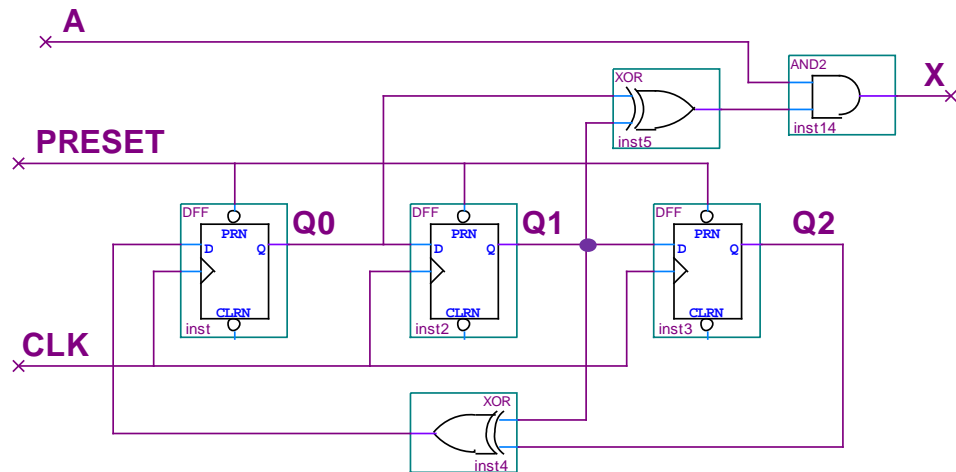 A
XOR
AND2
X
inst5
inst14
PRESET
DFF
Q0
DFF
Q1
DFF
Q2
PRN
PRN
PRN
D
Q
D
Q
D
Q
CLRN
CLRN
CLRN
inst
inst2
inst3
CLK
XOR
inst4